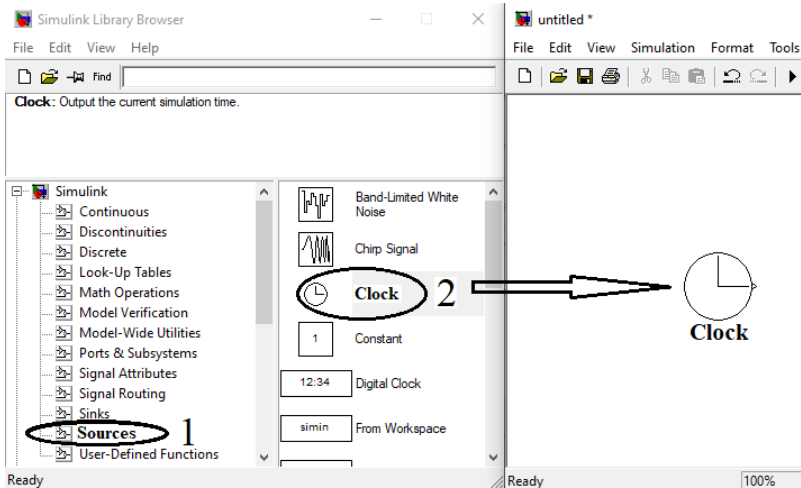 Simulink Library Browser
File Edit View Help
Find
Clock: Output the current simulation time.
Simulink
Continuous
Discontinuities
Discrete
Look-Up Tables
Math Operations
Model Verification
Model-Wide Utilities
Ports & Subsystems
Signal Attributes
Signal Routing
Sinks
Sources 1
User-Defined Functions
Band-Limited White
Noise
Chirp Signal
Clock 2
1 Constant
12:34 Digital Clock
simin From Workspace
Ready
untitled *
File Edit View Simulation Format Tools
Clock
Ready 100%